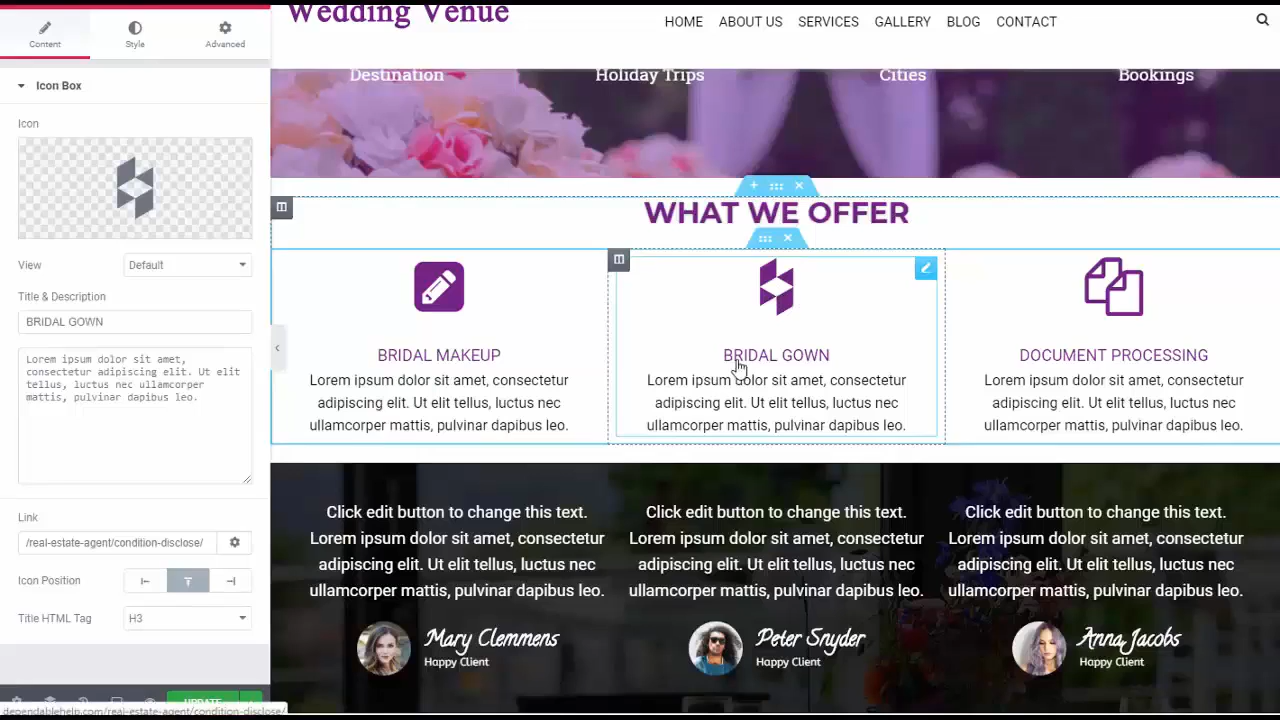 Wedding Venue
HOME ABOUT US SERVICES GALLERY BLOG CONTACT
Content Style Advanced
Icon Box
Icon
View Default
Title & Description
BRIDAL GOWN
Lorem ipsum dolor sit amet,
consectetur adipiscing elit. Ut elit
tellus, luctus nec ullamcorper
mattis, pulvinar dapibus leo.
Link
/real-estate-agent/condition-disclose/
Icon Position
Title HTML Tag H3
UPDATE
dependablehelp.com/real-estate-agent/condition-disclose/
Destination Holiday Trips Cities Bookings
WHAT WE OFFER
BRIDAL MAKEUP
Lorem ipsum dolor sit amet, consectetur
adipiscing elit. Ut elit tellus, luctus nec
ullamcorper mattis, pulvinar dapibus leo.
BRIDAL GOWN
Lorem ipsum dolor sit amet, consectetur
adipiscing elit. Ut elit tellus, luctus nec
ullamcorper mattis, pulvinar dapibus leo.
DOCUMENT PROCESSING
Lorem ipsum dolor sit amet, consectetur
adipiscing elit. Ut elit tellus, luctus nec
ullamcorper mattis, pulvinar dapibus leo.
Click edit button to change this text.
Lorem ipsum dolor sit amet, consectetur
adipiscing elit. Ut elit tellus, luctus nec
ullamcorper mattis, pulvinar dapibus leo.
Mary Clemmens
Happy Client
Click edit button to change this text.
Lorem ipsum dolor sit amet, consectetur
adipiscing elit. Ut elit tellus, luctus nec
ullamcorper mattis, pulvinar dapibus leo.
Peter Snyder
Happy Client
Click edit button to change this text.
Lorem ipsum dolor sit amet, consectetur
adipiscing elit. Ut elit tellus, luctus nec
ullamcorper mattis, pulvinar dapibus leo.
Anna Jacobs
Happy Client